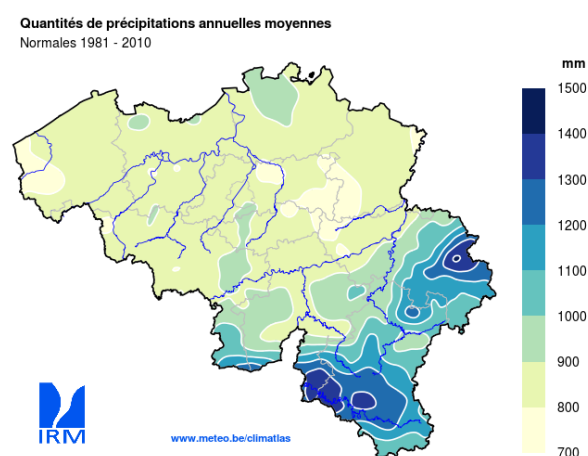 Quantités de précipitations annuelles moyennes
Normales 1981 - 2010
mm
1500
1400
1300
1200
1100
1000
900
800
700
IRM
www.meteo.be/climatlas